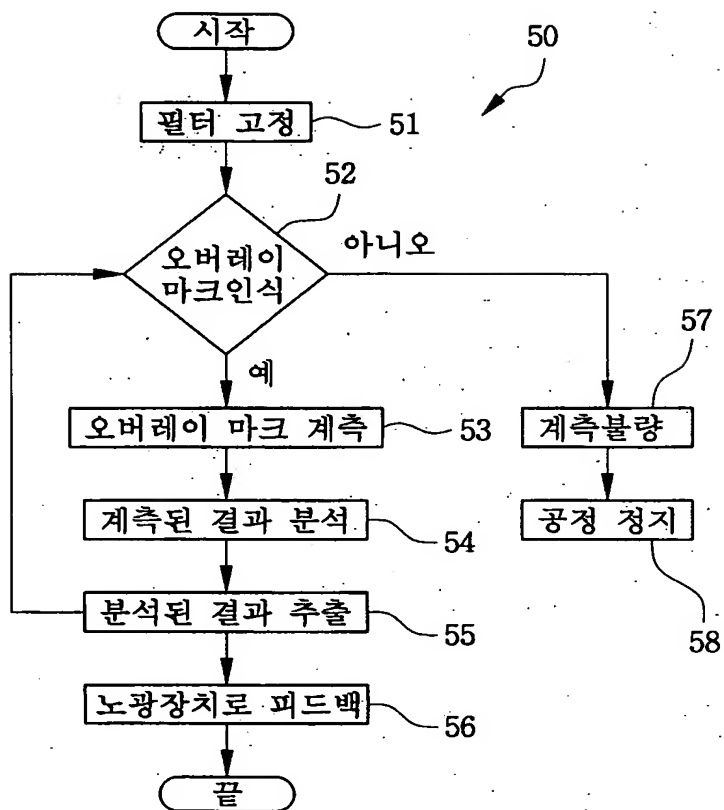 시작
50
필터 고정
51
52
오버레이
마크인식
아니오
예
57
오버레이 마크 계측
53
계측불량
계측된 결과 분석
54
공정 정지
58
분석된 결과 추출
55
노광장치로 피드백
56
끝